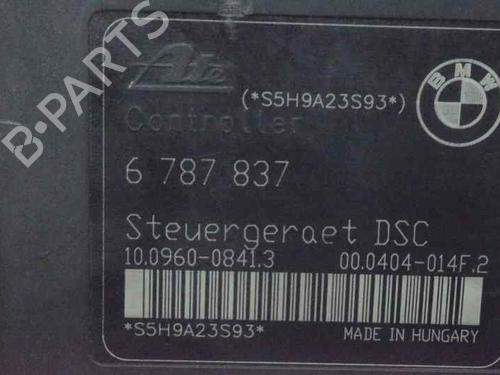 B-PARTS
Ate
BMW
(*S5H9A23S93*)
Controller
6 787 837
Steuergeraet DSC
10.0960-0841.3 00.0404-014F.2
*S5H9A23S93* MADE IN HUNGARY